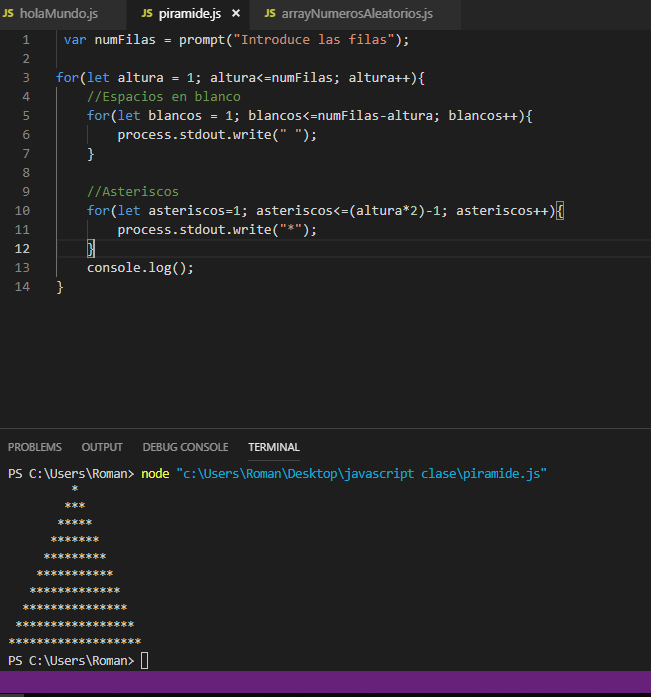 JS holaMundo.js JS piramide.js × JS arrayNumerosAleatorios.js
1 var numFilas = prompt("Introduce las filas");
2
3 for(let altura = 1; altura<=numFilas; altura++){
4 //Espacios en blanco
5 for(let blancos = 1; blancos<=numFilas-altura; blancos++){
6 process.stdout.write(" ");
7 }
8
9 //Asteriscos
10 for(let asteriscos=1; asteriscos<=(altura*2)-1; asteriscos++){
11 process.stdout.write("*");
12 }
13 console.log();
14 }
PROBLEMS OUTPUT DEBUG CONSOLE TERMINAL
PS C:\Users\Roman> node "c:\Users\Roman\Desktop\javascript clase\piramide.js"
         *
        ***
       *****
      *******
     *********
    ***********
   *************
  ***************
 *****************
*******************
PS C:\Users\Roman>